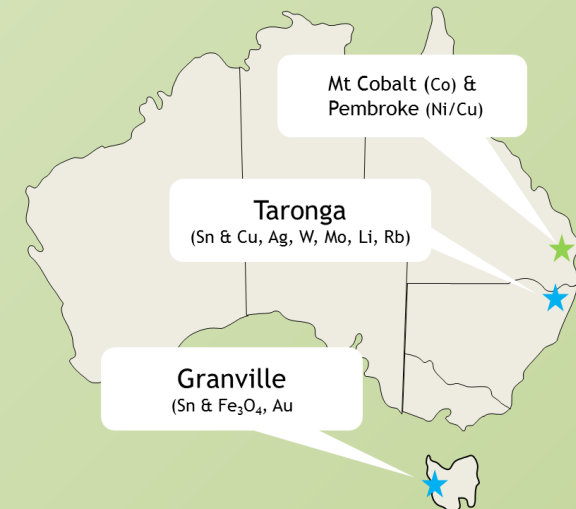 Mt Cobalt (Co) &
Pembroke (Ni/Cu)
Taronga
(Sn & Cu, Ag, W, Mo, Li, Rb)
Granville
(Sn & Fe₃O₄, Au